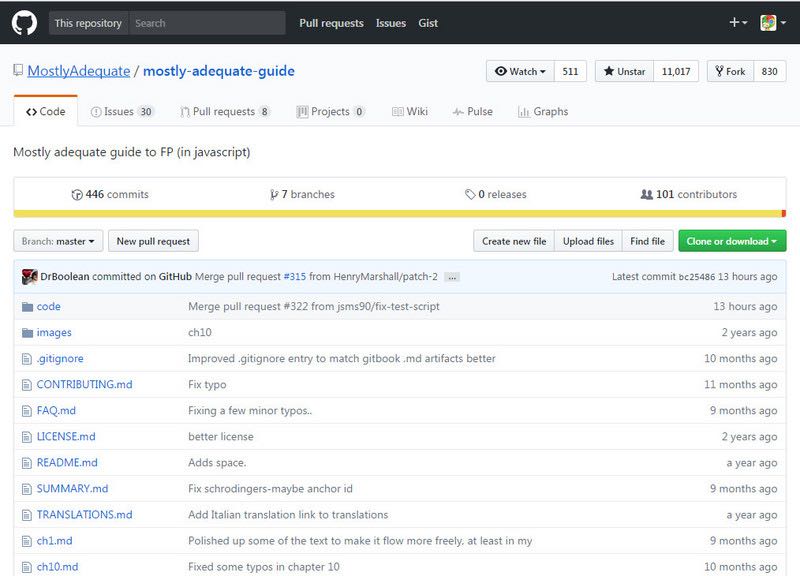 This repository Search Pull requests Issues Gist
MostlyAdequate / mostly-adequate-guide Watch 511 Unstar 11,017 Fork 830
Code Issues 30 Pull requests 8 Projects 0 Wiki Pulse Graphs
Mostly adequate guide to FP (in javascript)
446 commits 7 branches 0 releases 101 contributors
Branch: master New pull request Create new file Upload files Find file Clone or download
DrBoolean committed on GitHub Merge pull request #315 from HenryMarshall/patch-2 ... Latest commit bc25486 13 hours ago
code Merge pull request #322 from jsms90/fix-test-script 13 hours ago
images ch10 2 years ago
.gitignore Improved .gitignore entry to match gitbook .md artifacts better 10 months ago
CONTRIBUTING.md Fix typo 11 months ago
FAQ.md Fixing a few minor typos.. 9 months ago
LICENSE.md better license 2 years ago
README.md Adds space. a year ago
SUMMARY.md Fix schrodingers-maybe anchor id 9 months ago
TRANSLATIONS.md Add Italian translation link to translations a year ago
ch1.md Polished up some of the text to make it flow more freely, at least in my 9 months ago
ch10.md Fixed some typos in chapter 10 10 months ago